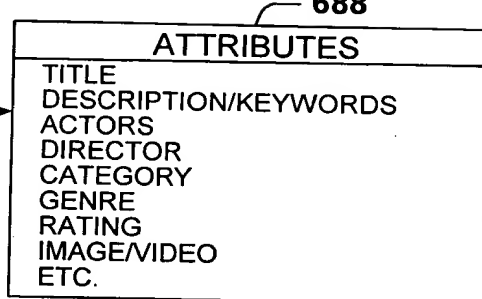 688
ATTRIBUTES
TITLE
DESCRIPTION/KEYWORDS
ACTORS
DIRECTOR
CATEGORY
GENRE
RATING
IMAGE/VIDEO
ETC.